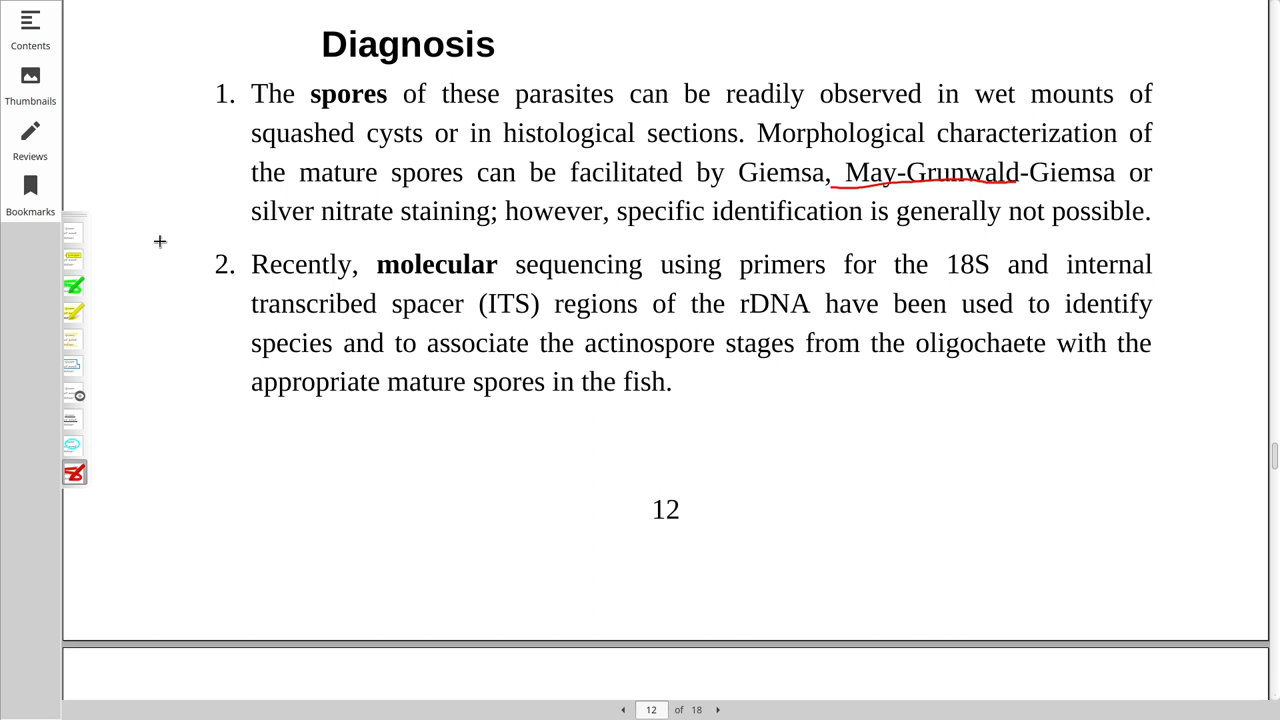 Contents
Thumbnails
Reviews
Bookmarks
Diagnosis
1. The spores of these parasites can be readily observed in wet mounts of
squashed cysts or in histological sections. Morphological characterization of
the mature spores can be facilitated by Giemsa, May-Grunwald-Giemsa or
silver nitrate staining; however, specific identification is generally not possible.
2. Recently, molecular sequencing using primers for the 18S and internal
transcribed spacer (ITS) regions of the rDNA have been used to identify
species and to associate the actinospore stages from the oligochaete with the
appropriate mature spores in the fish.
12
12 of 18